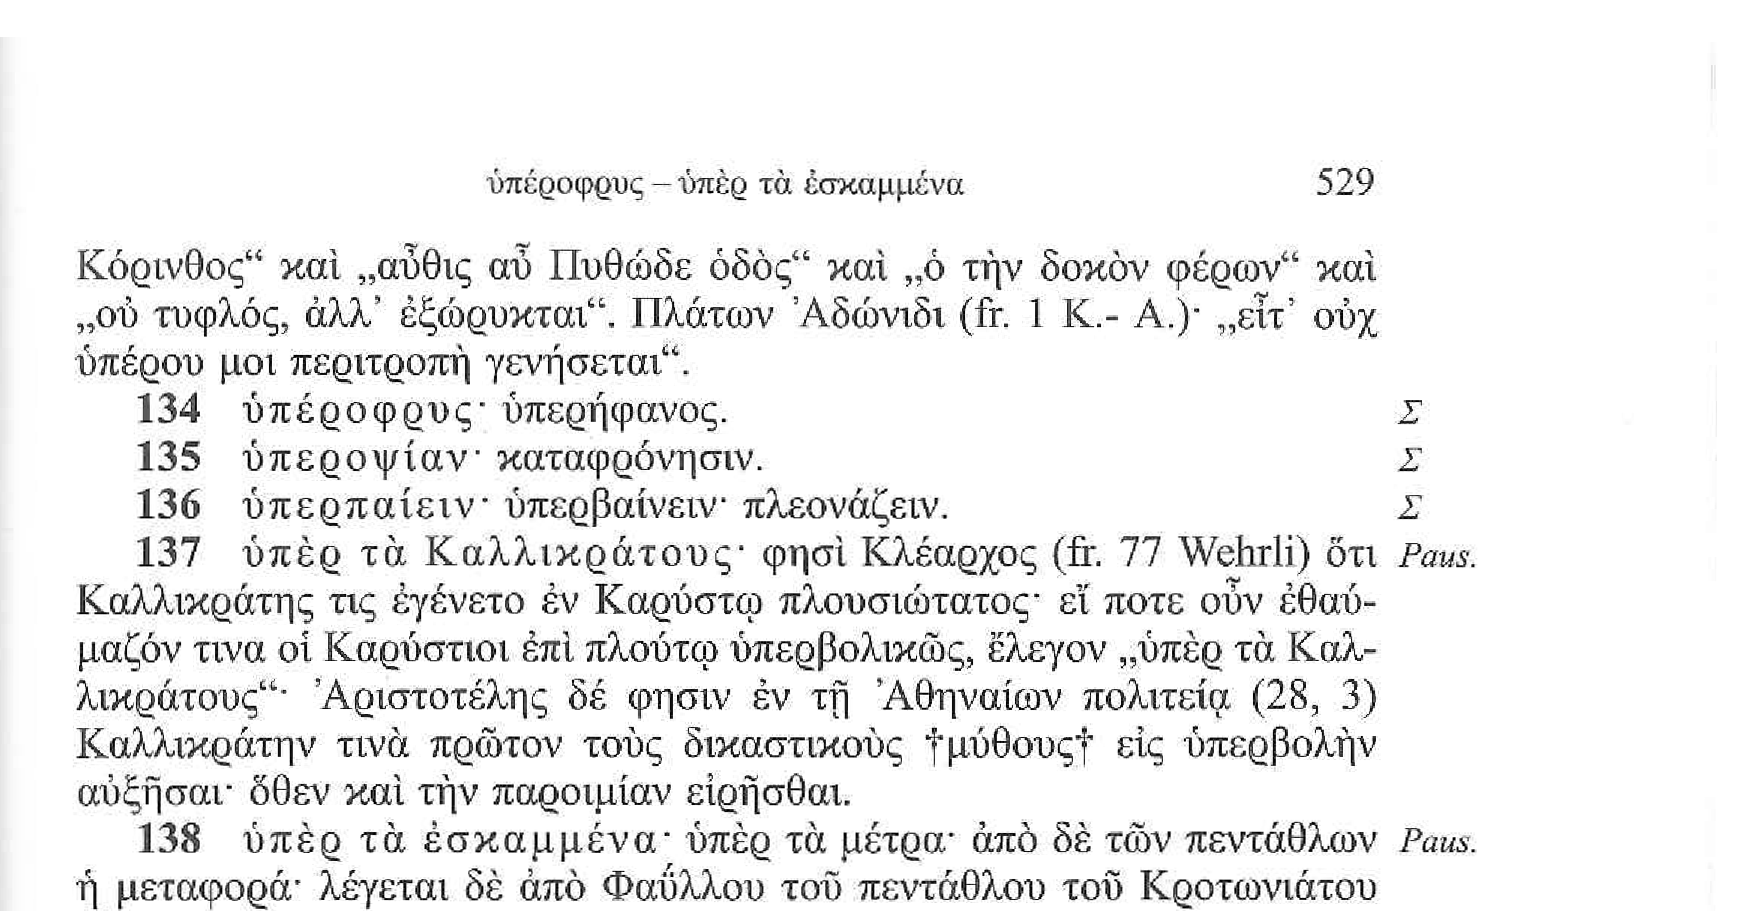 ὑπέροφρυς – ὑπὲρ τὰ ἐσκαμμένα 529
Κόρινθος“ καὶ „αὖθις αὖ Πυθώδε ὁδὸς“ καὶ „ὁ τὴν δοκὸν φέρων“ καὶ
„οὐ τυφλός, ἀλλ’ ἐξώρυκται“. Πλάτων Ἀδώνιδι (fr. 1 K.- A.)· „εἶτ’ οὐχ
ὑπέρου μοι περιτροπὴ γενήσεται“.
134 ὑπέροφρυς· ὑπερήφανος. Σ
135 ὑπεροψίαν· καταφρόνησιν. Σ
136 ὑπερπαίειν· ὑπερβαίνειν· πλεονάζειν. Σ
137 ὑπὲρ τὰ Καλλικράτους· φησὶ Κλέαρχος (fr. 77 Wehrli) ὅτι Paus.
Καλλικράτης τις ἐγένετο ἐν Καρύστῳ πλουσιώτατος· εἴ ποτε οὖν ἐθαύ-
μαζόν τινα οἱ Καρύστιοι ἐπὶ πλούτῳ ὑπερβολικῶς, ἔλεγον „ὑπὲρ τὰ Καλ-
λικράτους“· Ἀριστοτέλης δέ φησιν ἐν τῇ Ἀθηναίων πολιτείᾳ (28, 3)
Καλλικράτην τινὰ πρῶτον τοὺς δικαστικοὺς †μύθους† εἰς ὑπερβολὴν
αὐξῆσαι· ὅθεν καὶ τὴν παροιμίαν εἰρῆσθαι.
138 ὑπὲρ τὰ ἐσκαμμένα· ὑπὲρ τὰ μέτρα· ἀπὸ δὲ τῶν πεντάθλων Paus.
ἡ μεταφορά· λέγεται δὲ ἀπὸ Φαΰλλου τοῦ πεντάθλου τοῦ Κροτωνιάτου